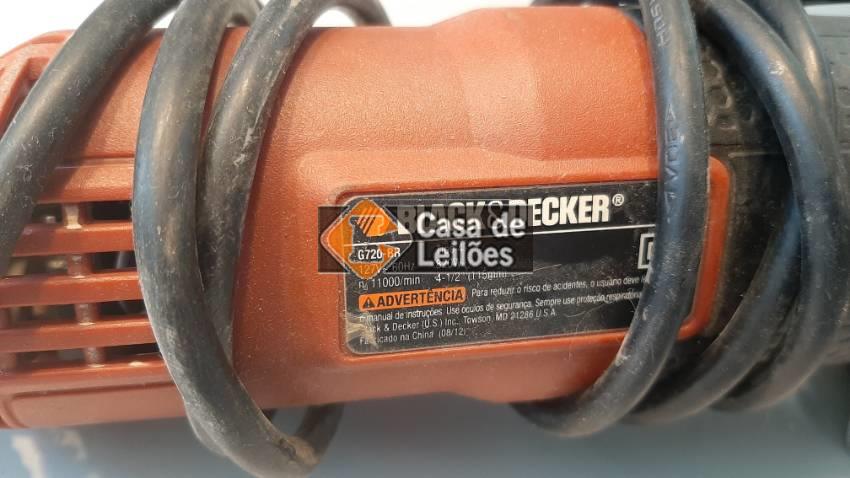 BLACK&DECKER®
Casa de
Leilões
G720-BR
11000/min 4-1/2" (115mm)
ADVERTÊNCIA Para reduzir o risco de acidentes, o usuário deve
manual de instruções. Use óculos de segurança. Sempre use proteção respiratória
& Decker (U.S.) Inc., Towson, MD 21286 U.S.A.
Fabricado na China (08/12)